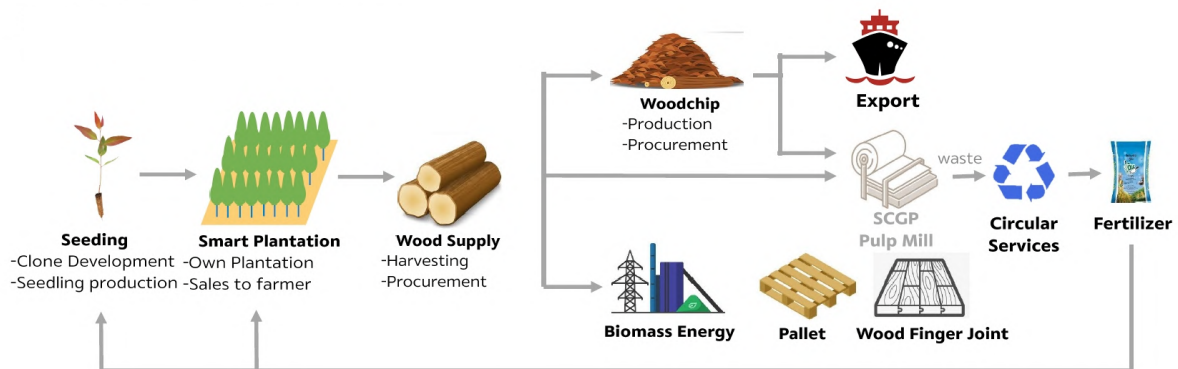 Seeding
-Clone Development
-Seedling production
Smart Plantation
-Own Plantation
-Sales to farmer
Wood Supply
-Harvesting
-Procurement
Woodchip
-Production
-Procurement
Export
SCGP
Pulp Mill
waste
Circular
Services
Fertilizer
Biomass Energy
Pallet
Wood Finger Joint